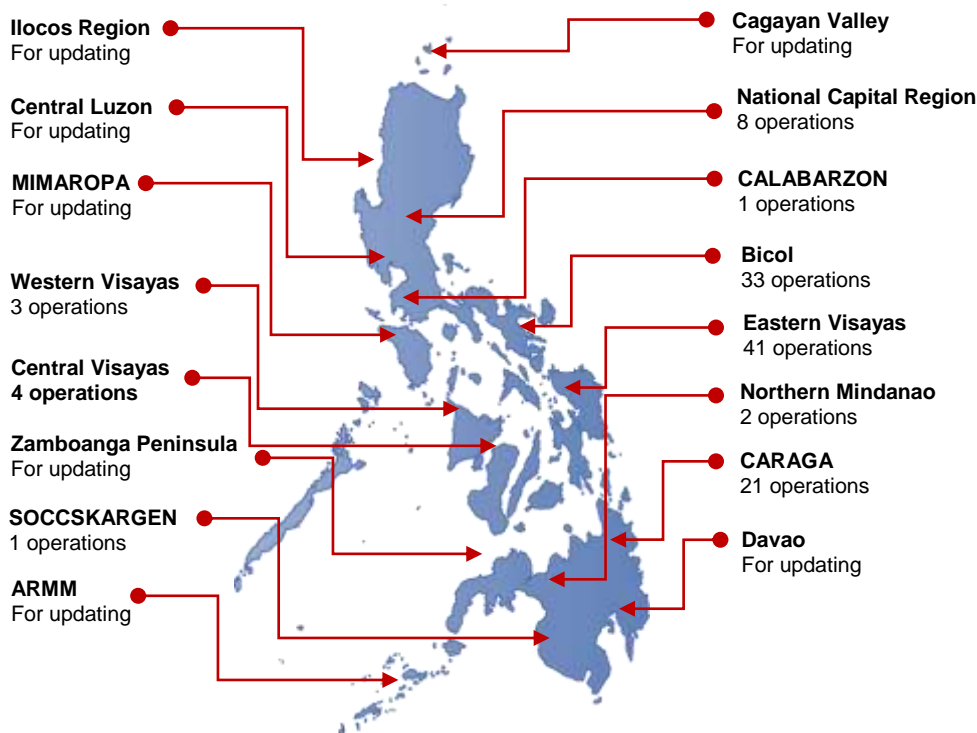 Ilocos Region
For updating
Central Luzon
For updating
MIMAROPA
For updating
Western Visayas
3 operations
Central Visayas
4 operations
Zamboanga Peninsula
For updating
SOCCSKARGEN
1 operations
ARMM
For updating
Cagayan Valley
For updating
National Capital Region
8 operations
CALABARZON
1 operations
Bicol
33 operations
Eastern Visayas
41 operations
Northern Mindanao
2 operations
CARAGA
21 operations
Davao
For updating